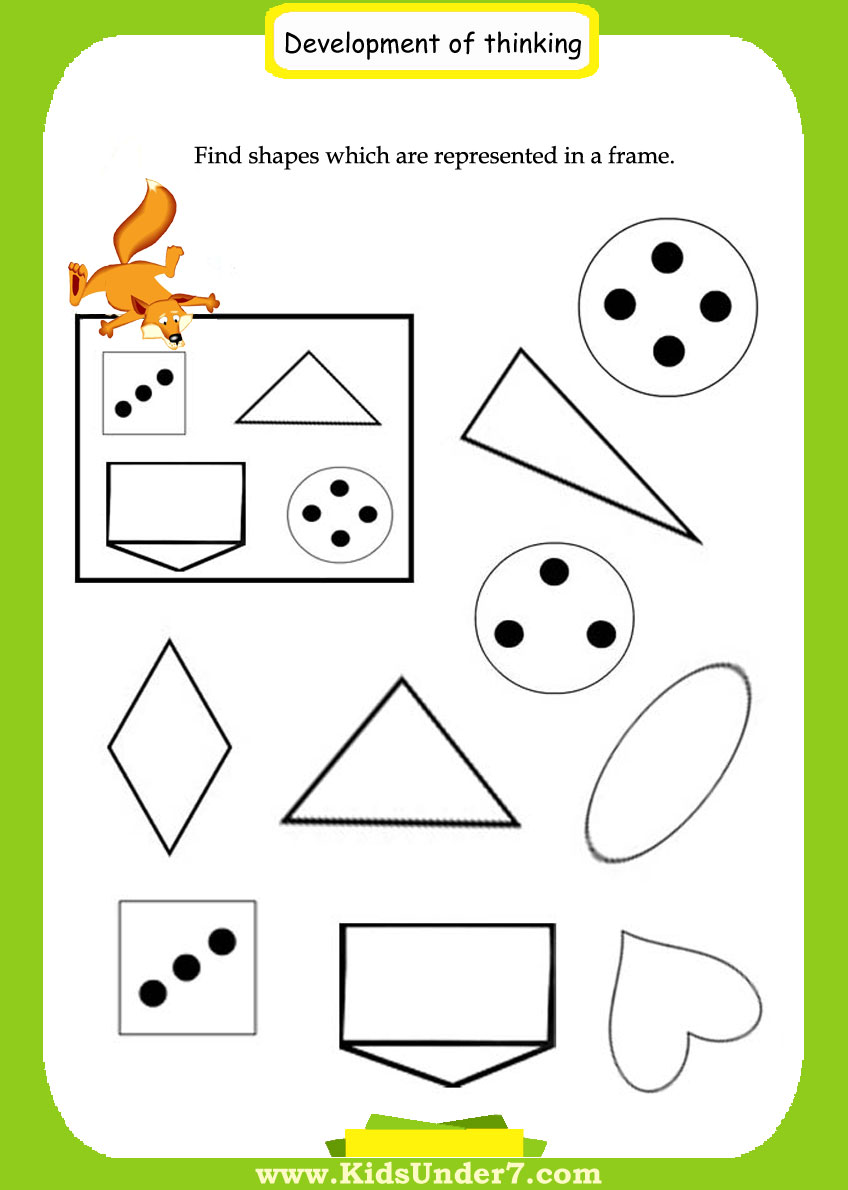 Development of thinking
Find shapes which are represented in a frame.
www.KidsUnder7.com